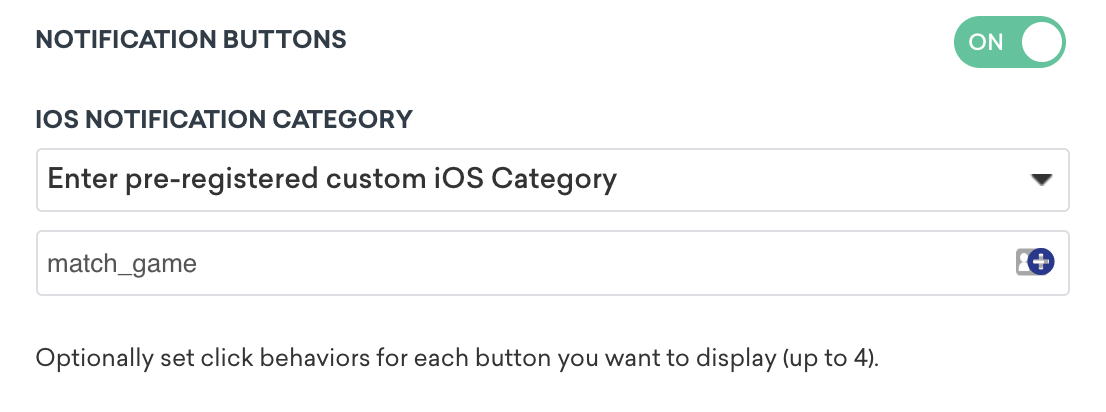 NOTIFICATION BUTTONS
ON
IOS NOTIFICATION CATEGORY
Enter pre-registered custom iOS Category
match_game
Optionally set click behaviors for each button you want to display (up to 4).